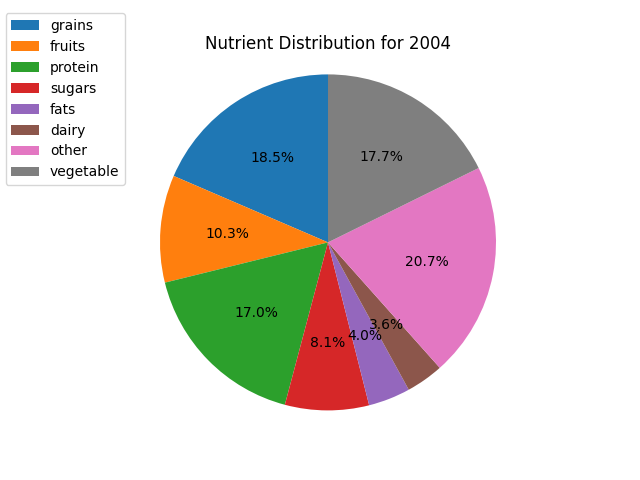 grains
fruits
protein
sugars
fats
dairy
other
vegetable
Nutrient Distribution for 2004
18.5%
17.7%
10.3%
20.7%
17.0%
8.1%
4.0%
3.6%